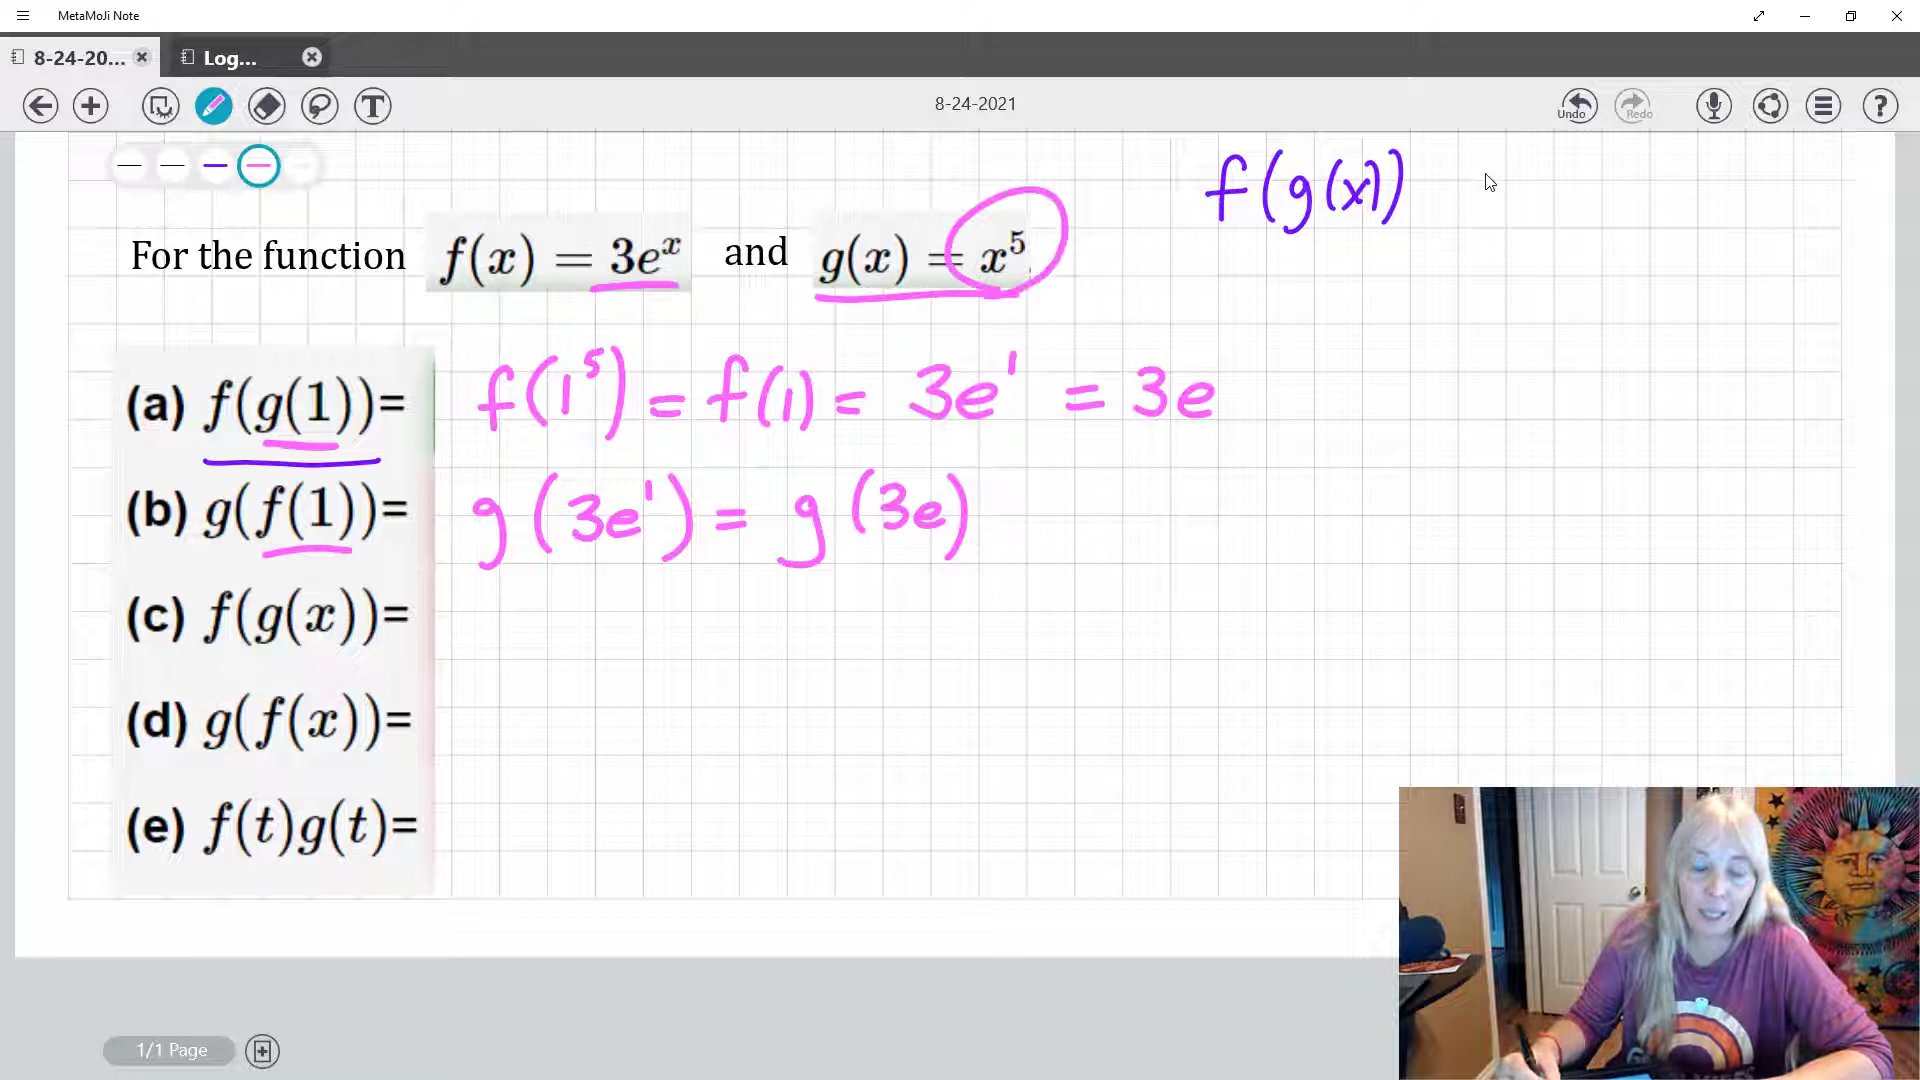 MetaMoJi Note
8-24-20...
Log...
8-24-2021
Undo
Redo
T
?
f(g(x))
For the function f(x) = 3e^x and g(x) = x^5
(a) f(g(1))= f(1^5) = f(1) = 3e^1 = 3e
(b) g(f(1))= g(3e^1) = g(3e)
(c) f(g(x))=
(d) g(f(x))=
(e) f(t)g(t)=
1/1 Page